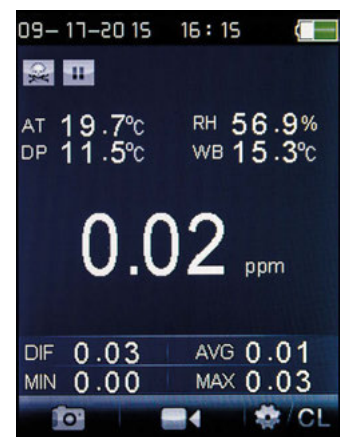 09-17-2015 16:15
AT 19.7°C RH 56.9%
DP 11.5°C WB 15.3°C
0.02 ppm
DIF 0.03 AVG 0.01
MIN 0.00 MAX 0.03
/CL